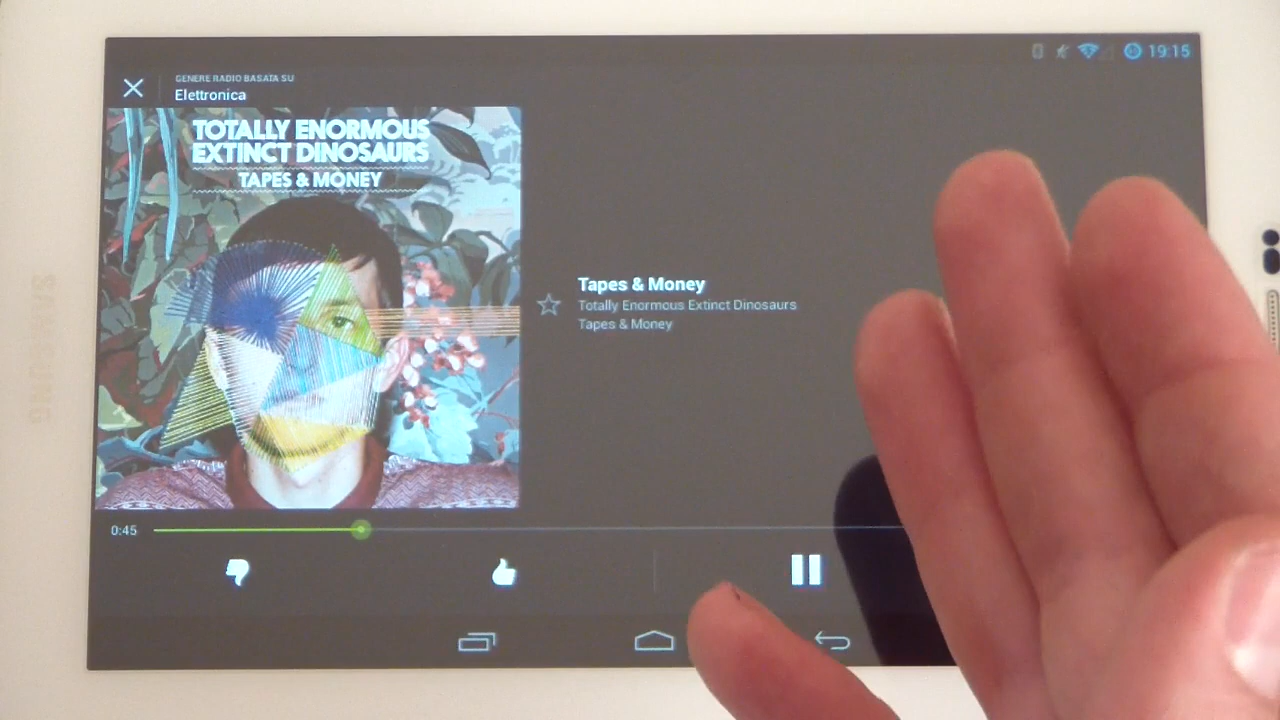 19:15
GENERE RADIO BASATA SU
Elettronica
TOTALLY ENORMOUS
EXTINCT DINOSAURS
TAPES & MONEY
Tapes & Money
Totally Enormous Extinct Dinosaurs
Tapes & Money
0:45
SAMSUNG